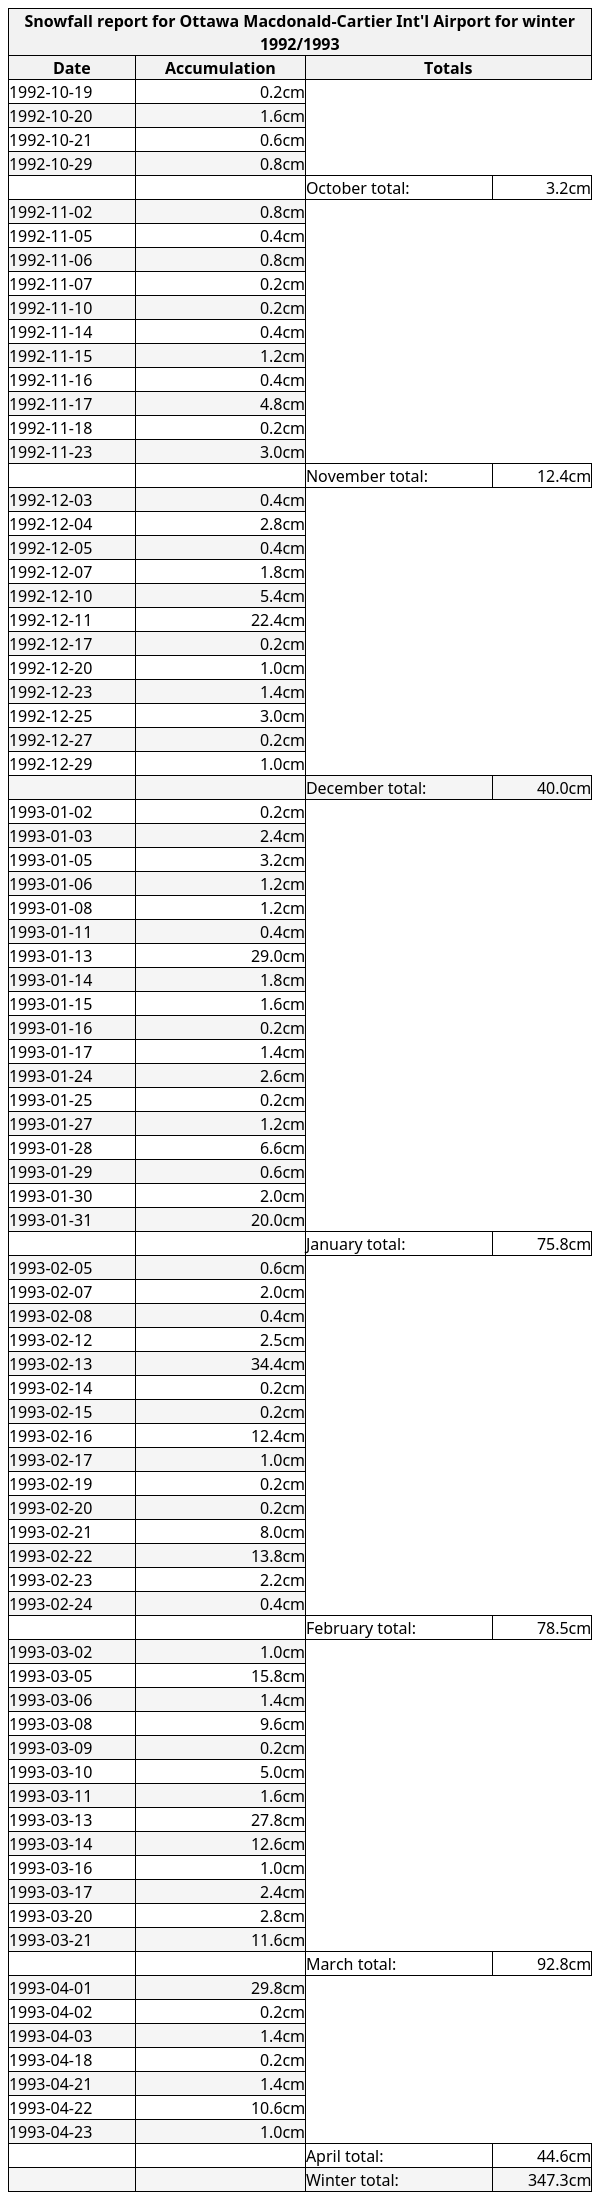 Snowfall report for Ottawa Macdonald-Cartier Int'l Airport for winter
1992/1993
Date Accumulation Totals
1992-10-19 0.2cm
1992-10-20 1.6cm
1992-10-21 0.6cm
1992-10-29 0.8cm
October total: 3.2cm
1992-11-02 0.8cm
1992-11-05 0.4cm
1992-11-06 0.8cm
1992-11-07 0.2cm
1992-11-10 0.2cm
1992-11-14 0.4cm
1992-11-15 1.2cm
1992-11-16 0.4cm
1992-11-17 4.8cm
1992-11-18 0.2cm
1992-11-23 3.0cm
November total: 12.4cm
1992-12-03 0.4cm
1992-12-04 2.8cm
1992-12-05 0.4cm
1992-12-07 1.8cm
1992-12-10 5.4cm
1992-12-11 22.4cm
1992-12-17 0.2cm
1992-12-20 1.0cm
1992-12-23 1.4cm
1992-12-25 3.0cm
1992-12-27 0.2cm
1992-12-29 1.0cm
December total: 40.0cm
1993-01-02 0.2cm
1993-01-03 2.4cm
1993-01-05 3.2cm
1993-01-06 1.2cm
1993-01-08 1.2cm
1993-01-11 0.4cm
1993-01-13 29.0cm
1993-01-14 1.8cm
1993-01-15 1.6cm
1993-01-16 0.2cm
1993-01-17 1.4cm
1993-01-24 2.6cm
1993-01-25 0.2cm
1993-01-27 1.2cm
1993-01-28 6.6cm
1993-01-29 0.6cm
1993-01-30 2.0cm
1993-01-31 20.0cm
January total: 75.8cm
1993-02-05 0.6cm
1993-02-07 2.0cm
1993-02-08 0.4cm
1993-02-12 2.5cm
1993-02-13 34.4cm
1993-02-14 0.2cm
1993-02-15 0.2cm
1993-02-16 12.4cm
1993-02-17 1.0cm
1993-02-19 0.2cm
1993-02-20 0.2cm
1993-02-21 8.0cm
1993-02-22 13.8cm
1993-02-23 2.2cm
1993-02-24 0.4cm
February total: 78.5cm
1993-03-02 1.0cm
1993-03-05 15.8cm
1993-03-06 1.4cm
1993-03-08 9.6cm
1993-03-09 0.2cm
1993-03-10 5.0cm
1993-03-11 1.6cm
1993-03-13 27.8cm
1993-03-14 12.6cm
1993-03-16 1.0cm
1993-03-17 2.4cm
1993-03-20 2.8cm
1993-03-21 11.6cm
March total: 92.8cm
1993-04-01 29.8cm
1993-04-02 0.2cm
1993-04-03 1.4cm
1993-04-18 0.2cm
1993-04-21 1.4cm
1993-04-22 10.6cm
1993-04-23 1.0cm
April total: 44.6cm
Winter total: 347.3cm